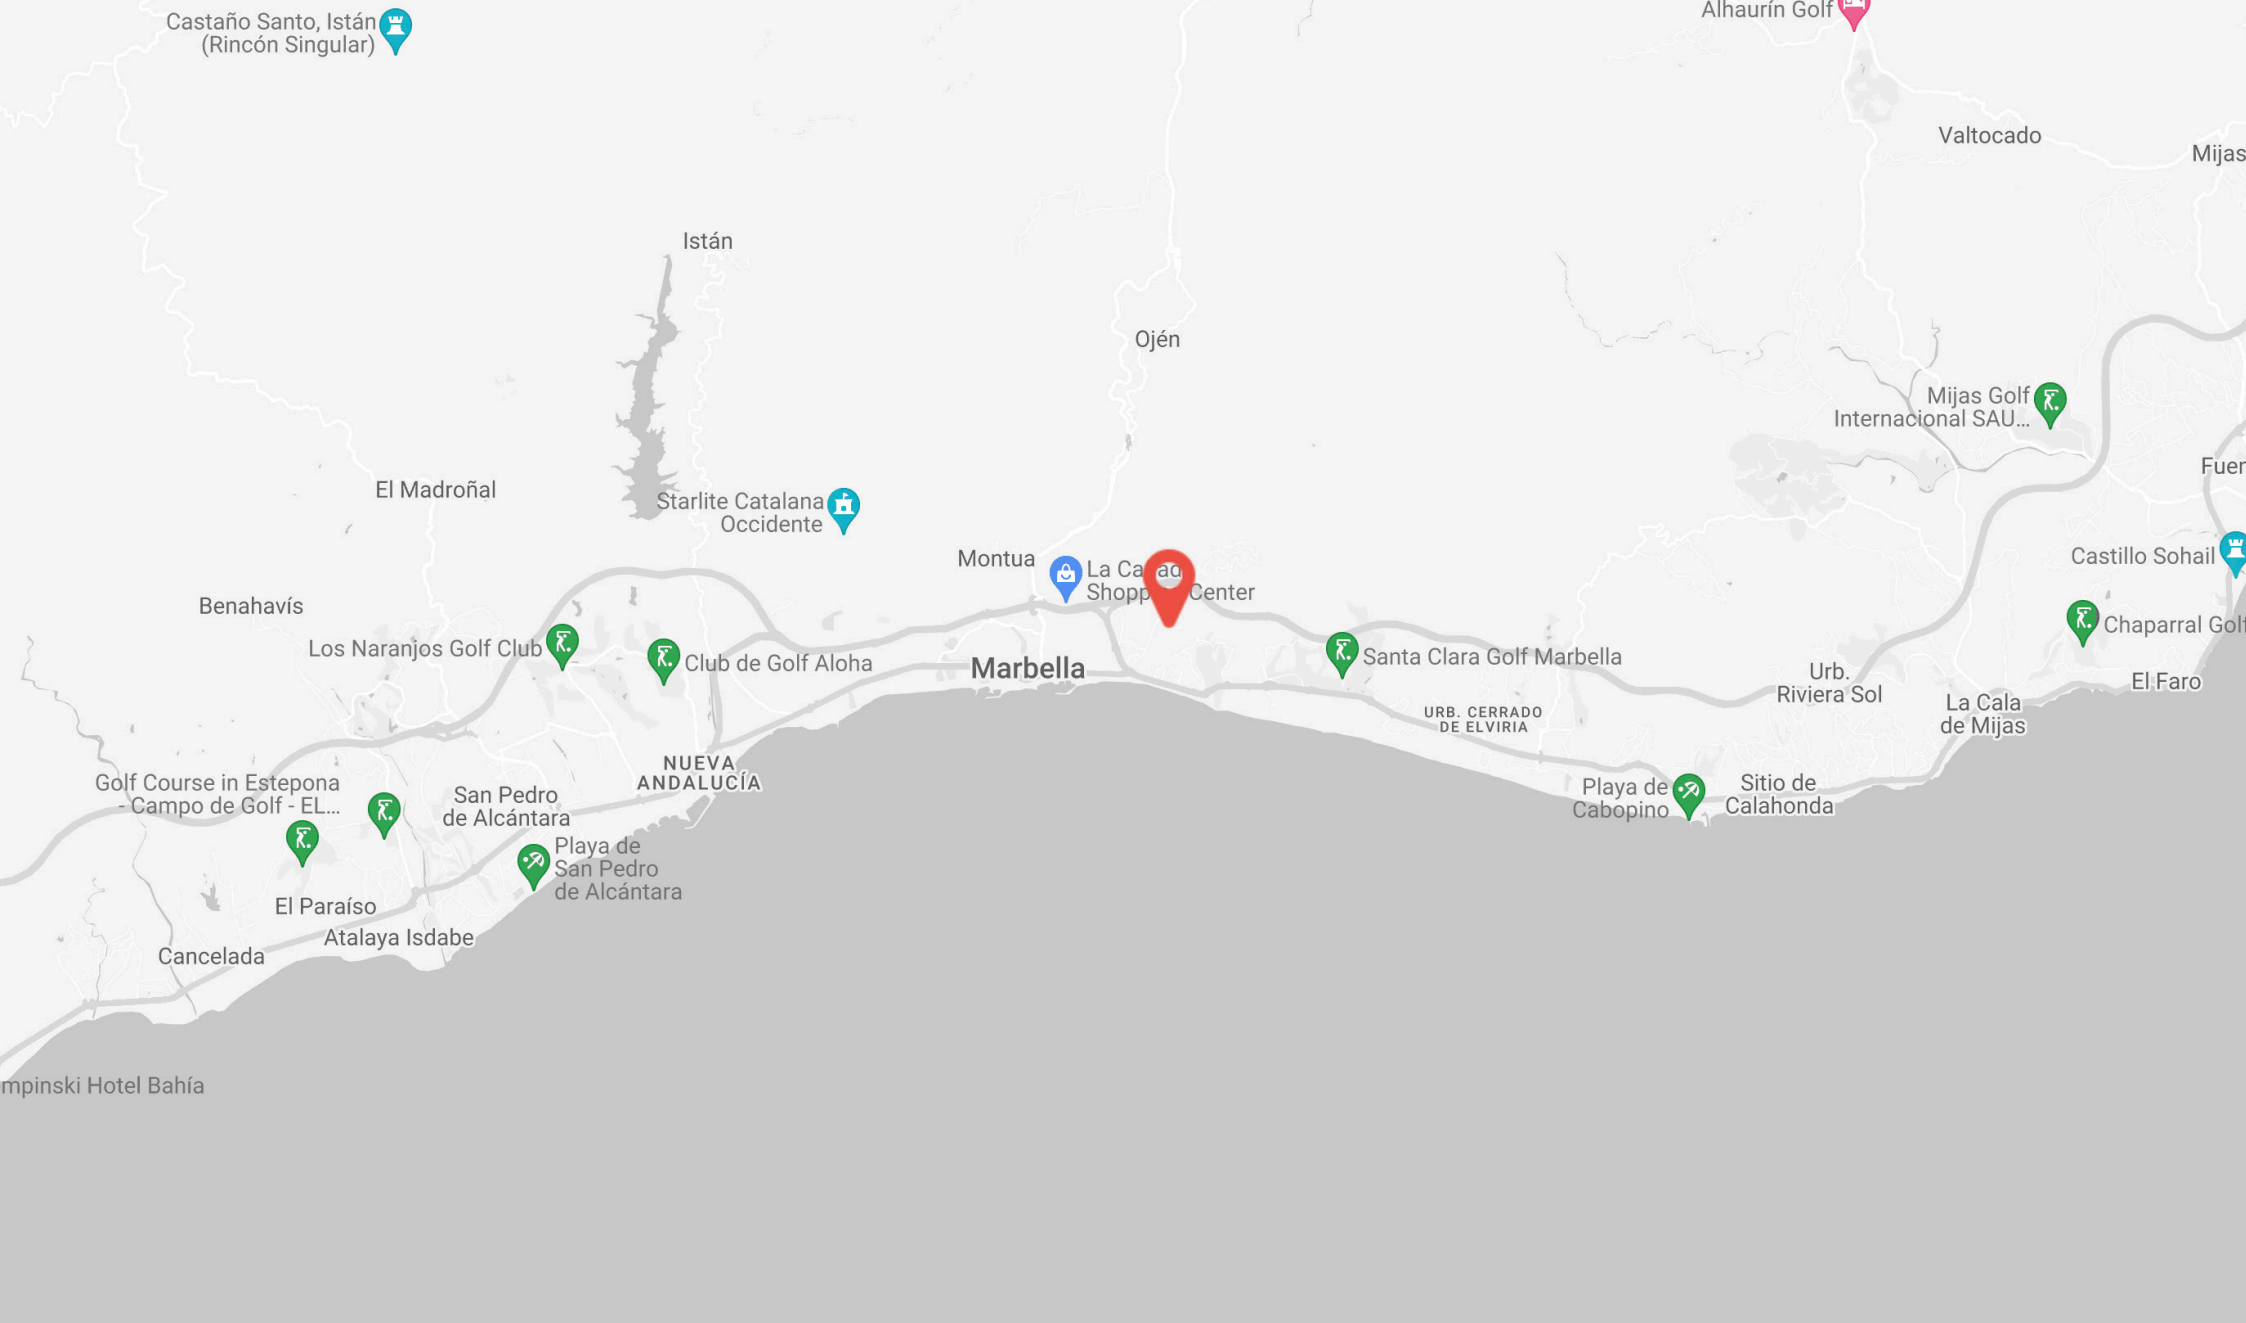 Castaño Santo, Istán
(Rincón Singular)
Alhaurín Golf
Valtocado
Mijas
Istán
Ojén
Mijas Golf
Internacional SAU...
Fuen
El Madroñal
Starlite Catalana
Occidente
Montua
La Cañada
Shopping Center
Castillo Sohail
Benahavís
Los Naranjos Golf Club
Club de Golf Aloha
Marbella
Santa Clara Golf Marbella
Chaparral Golf
Urb.
Riviera Sol
El Faro
La Cala
de Mijas
URB. CERRADO
DE ELVIRIA
NUEVA
ANDALUCÍA
Golf Course in Estepona
- Campo de Golf - EL...
San Pedro
de Alcántara
Playa de
Cabopino
Sitio de
Calahonda
Playa de
San Pedro
de Alcántara
El Paraíso
Atalaya Isdabe
Cancelada
mpinski Hotel Bahía